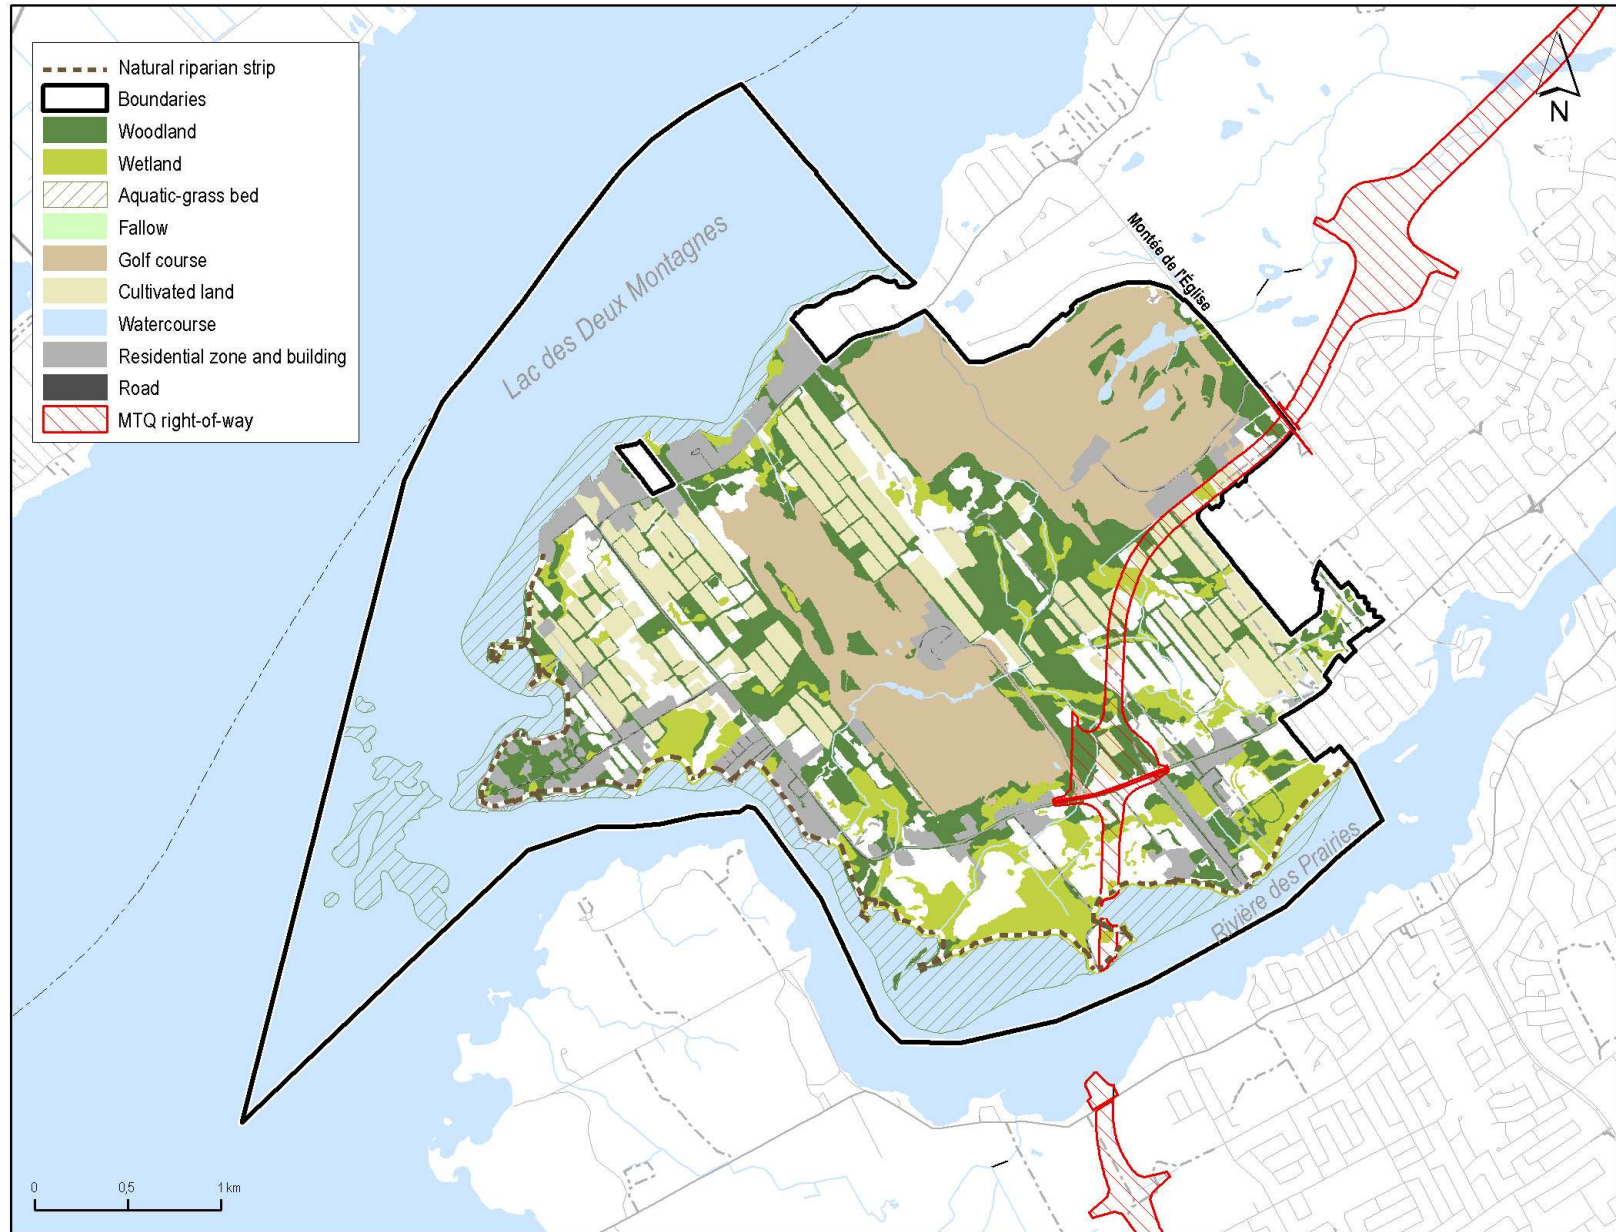 Natural riparian strip
Boundaries
Woodland
Wetland
Aquatic-grass bed
Fallow
Golf course
Cultivated land
Watercourse
Residential zone and building
Road
MTQ right-of-way
N
Montée de l'Église
Lac des Deux Montagnes
Rivière des Prairies
0 0,5 1 km